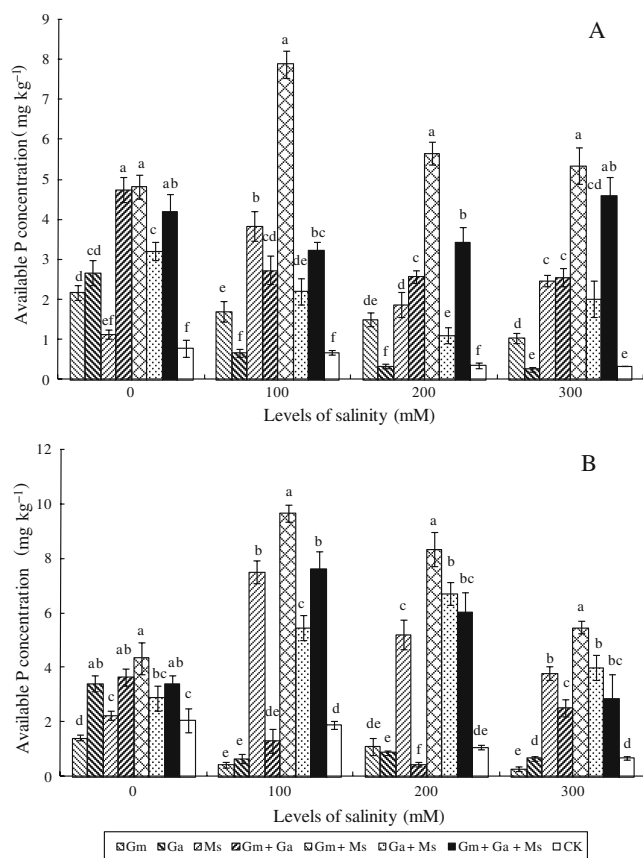 A
Available P concentration( mg kg⁻¹)
9
8
7
6
5
4
3
2
1
0
d cd ef a a c ab f
e f b cd a de bc f
de f d c a e b f
d e c c a cd ab e
0 100 200 300
Levels of salinity (mM)
B
Available P concentration (mg kg⁻¹)
12
10
8
6
4
2
0
d ab c ab a bc ab c
e e b de a c b d
de e c f a b bc de
e d b c a b bc d
0 100 200 300
Levels of salinity (mM)
Gm Ga Ms Gm + Ga Gm + Ms Ga + Ms Gm + Ga + Ms CK